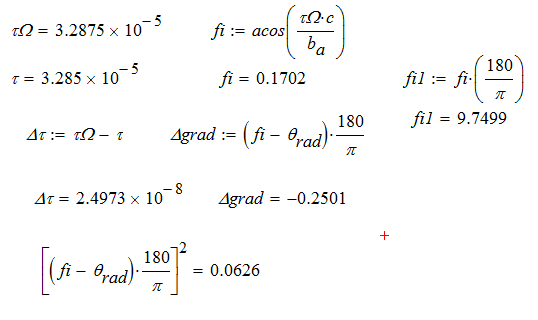 τΩ = 3.2875 × 10^-5 fi := acos(τΩ·c / b_a)
τ = 3.285 × 10^-5 fi = 0.1702 fi1 := fi·(180 / π)
fi1 = 9.7499
Δτ := τΩ − τ Δgrad := (fi − θ_rad)·180 / π
Δτ = 2.4973 × 10^-8 Δgrad = −0.2501
[(fi − θ_rad)·180 / π]^2 = 0.0626